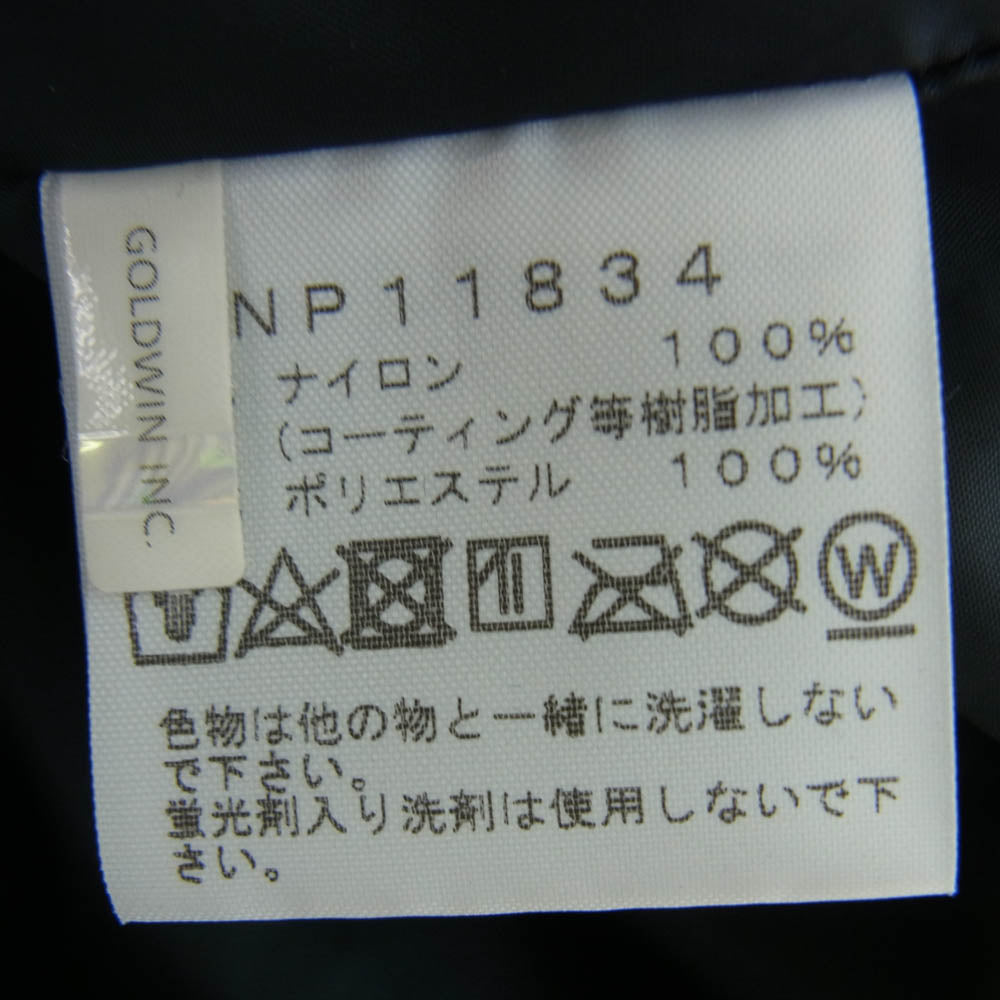 GOLDWIN INC.
NP11834
ナイロン 100%
(コーティング等樹脂加工)
ポリエステル 100%
W
色物は他の物と一緒に洗濯しない
で下さい。
蛍光剤入り洗剤は使用しないで下
さい。